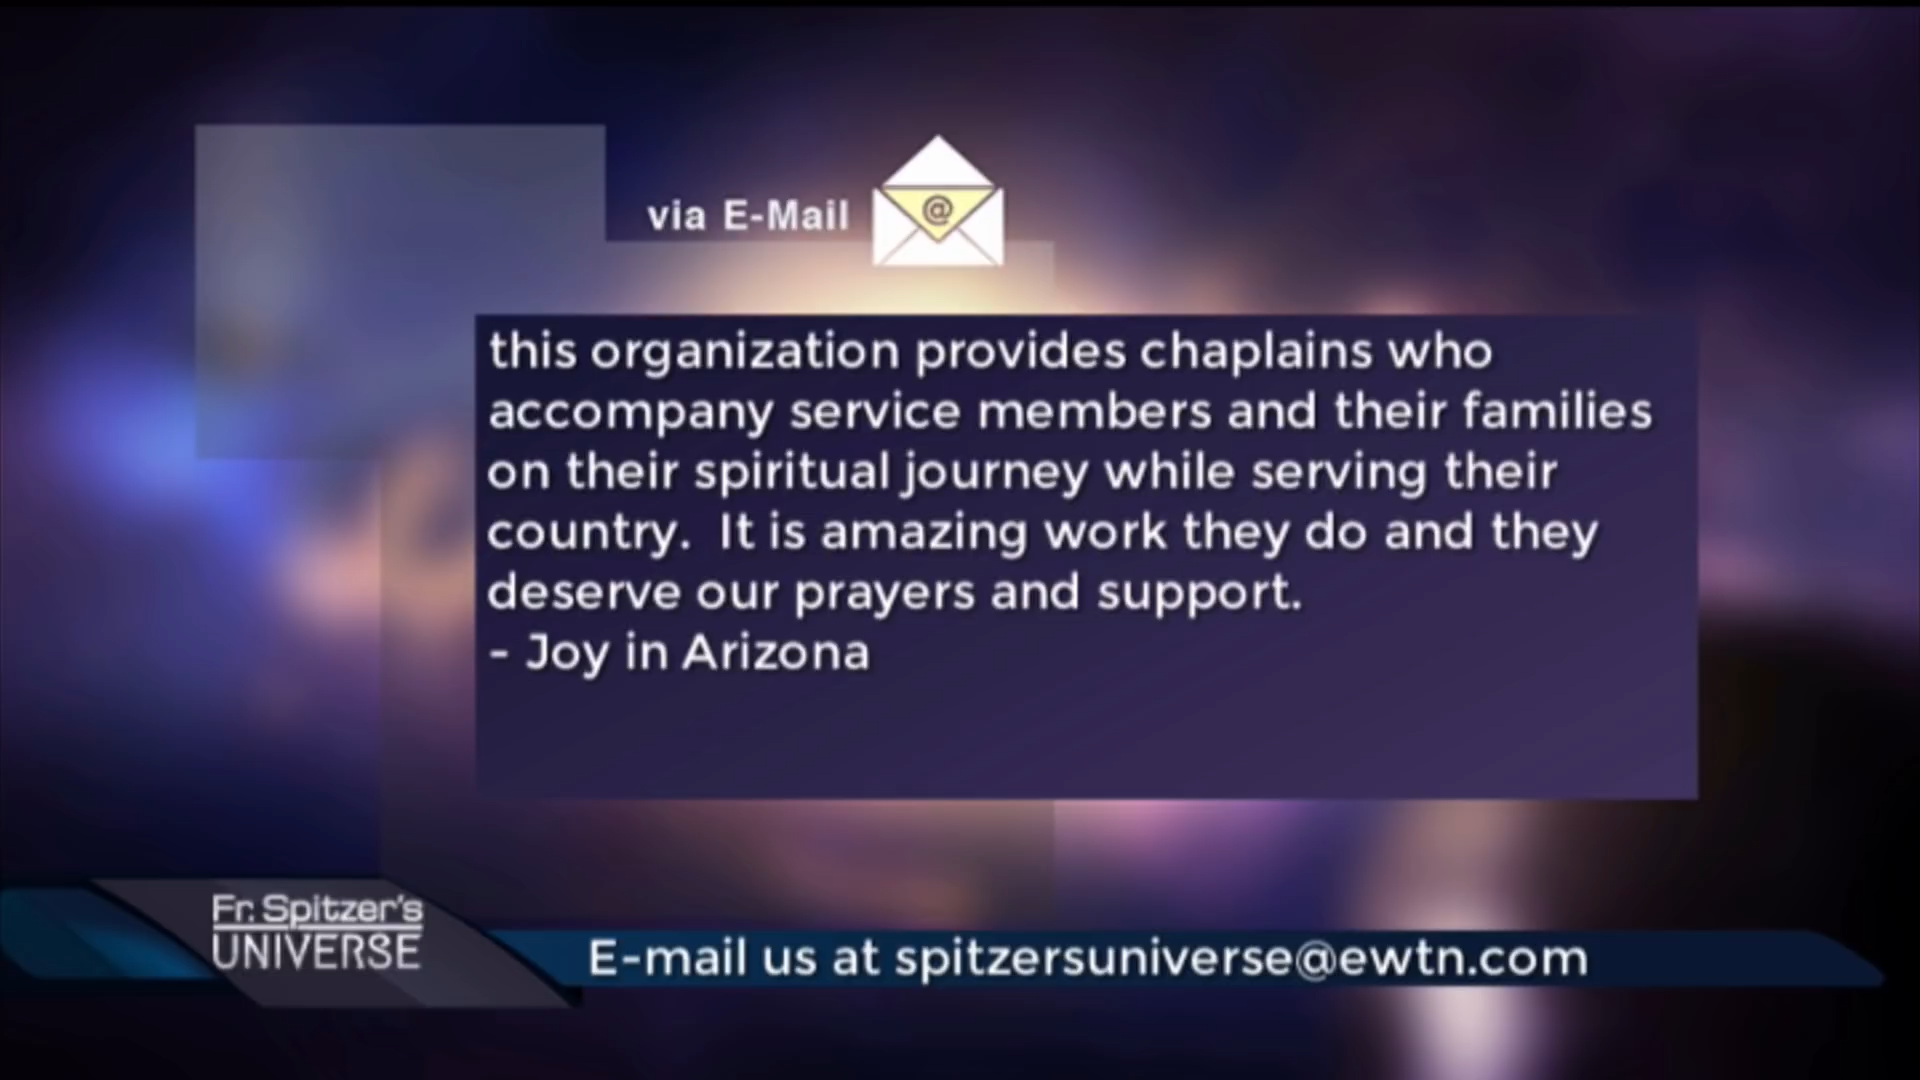 via E-Mail
@
this organization provides chaplains who
accompany service members and their families
on their spiritual journey while serving their
country.  It is amazing work they do and they
deserve our prayers and support.
- Joy in Arizona
Fr. Spitzer's
UNIVERSE
E-mail us at spitzersuniverse@ewtn.com